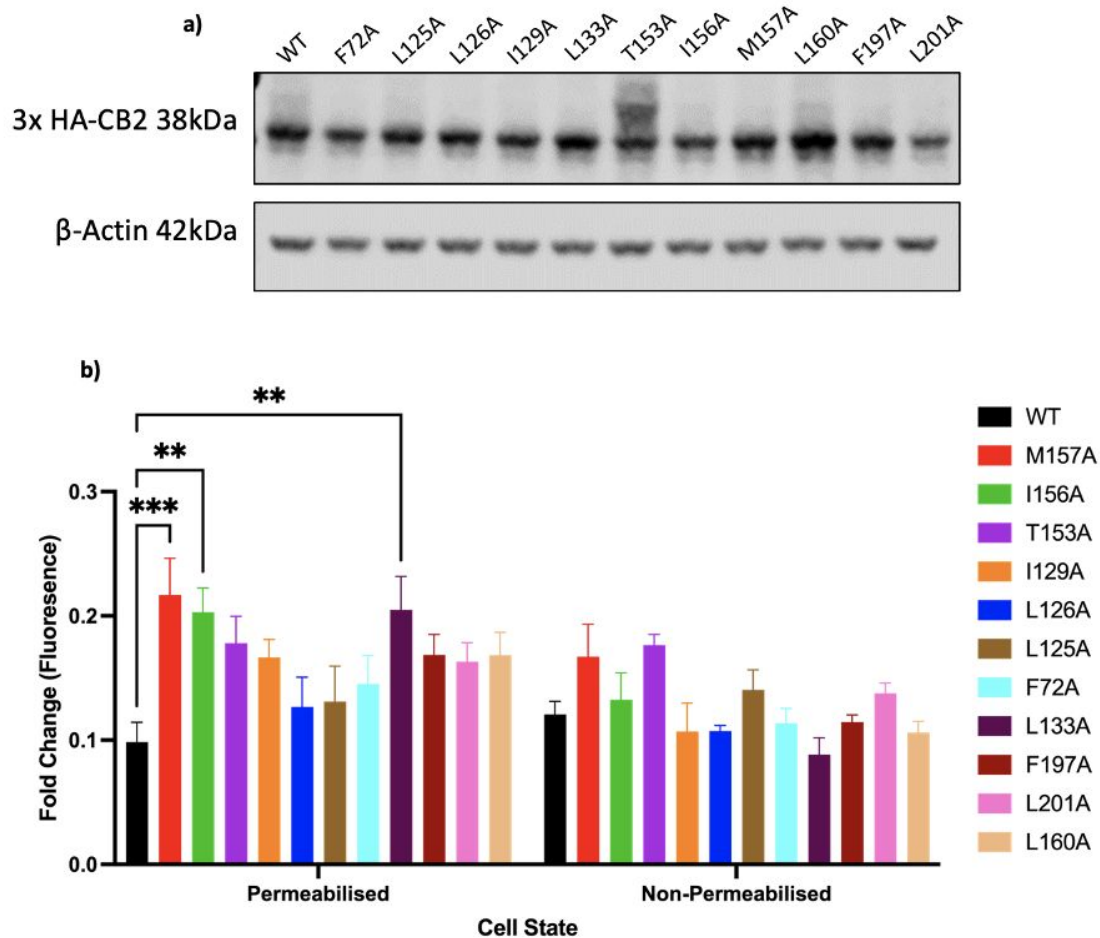 a)
WT F72A L125A L126A I129A L133A T153A I156A M157A L160A F197A L201A
3x HA-CB2 38kDa
β-Actin 42kDa
b)
**
**
***
Fold Change (Fluoresence)
0.3
0.2
0.1
0.0
Permeabilised Non-Permeabilised
Cell State
WT
M157A
I156A
T153A
I129A
L126A
L125A
F72A
L133A
F197A
L201A
L160A